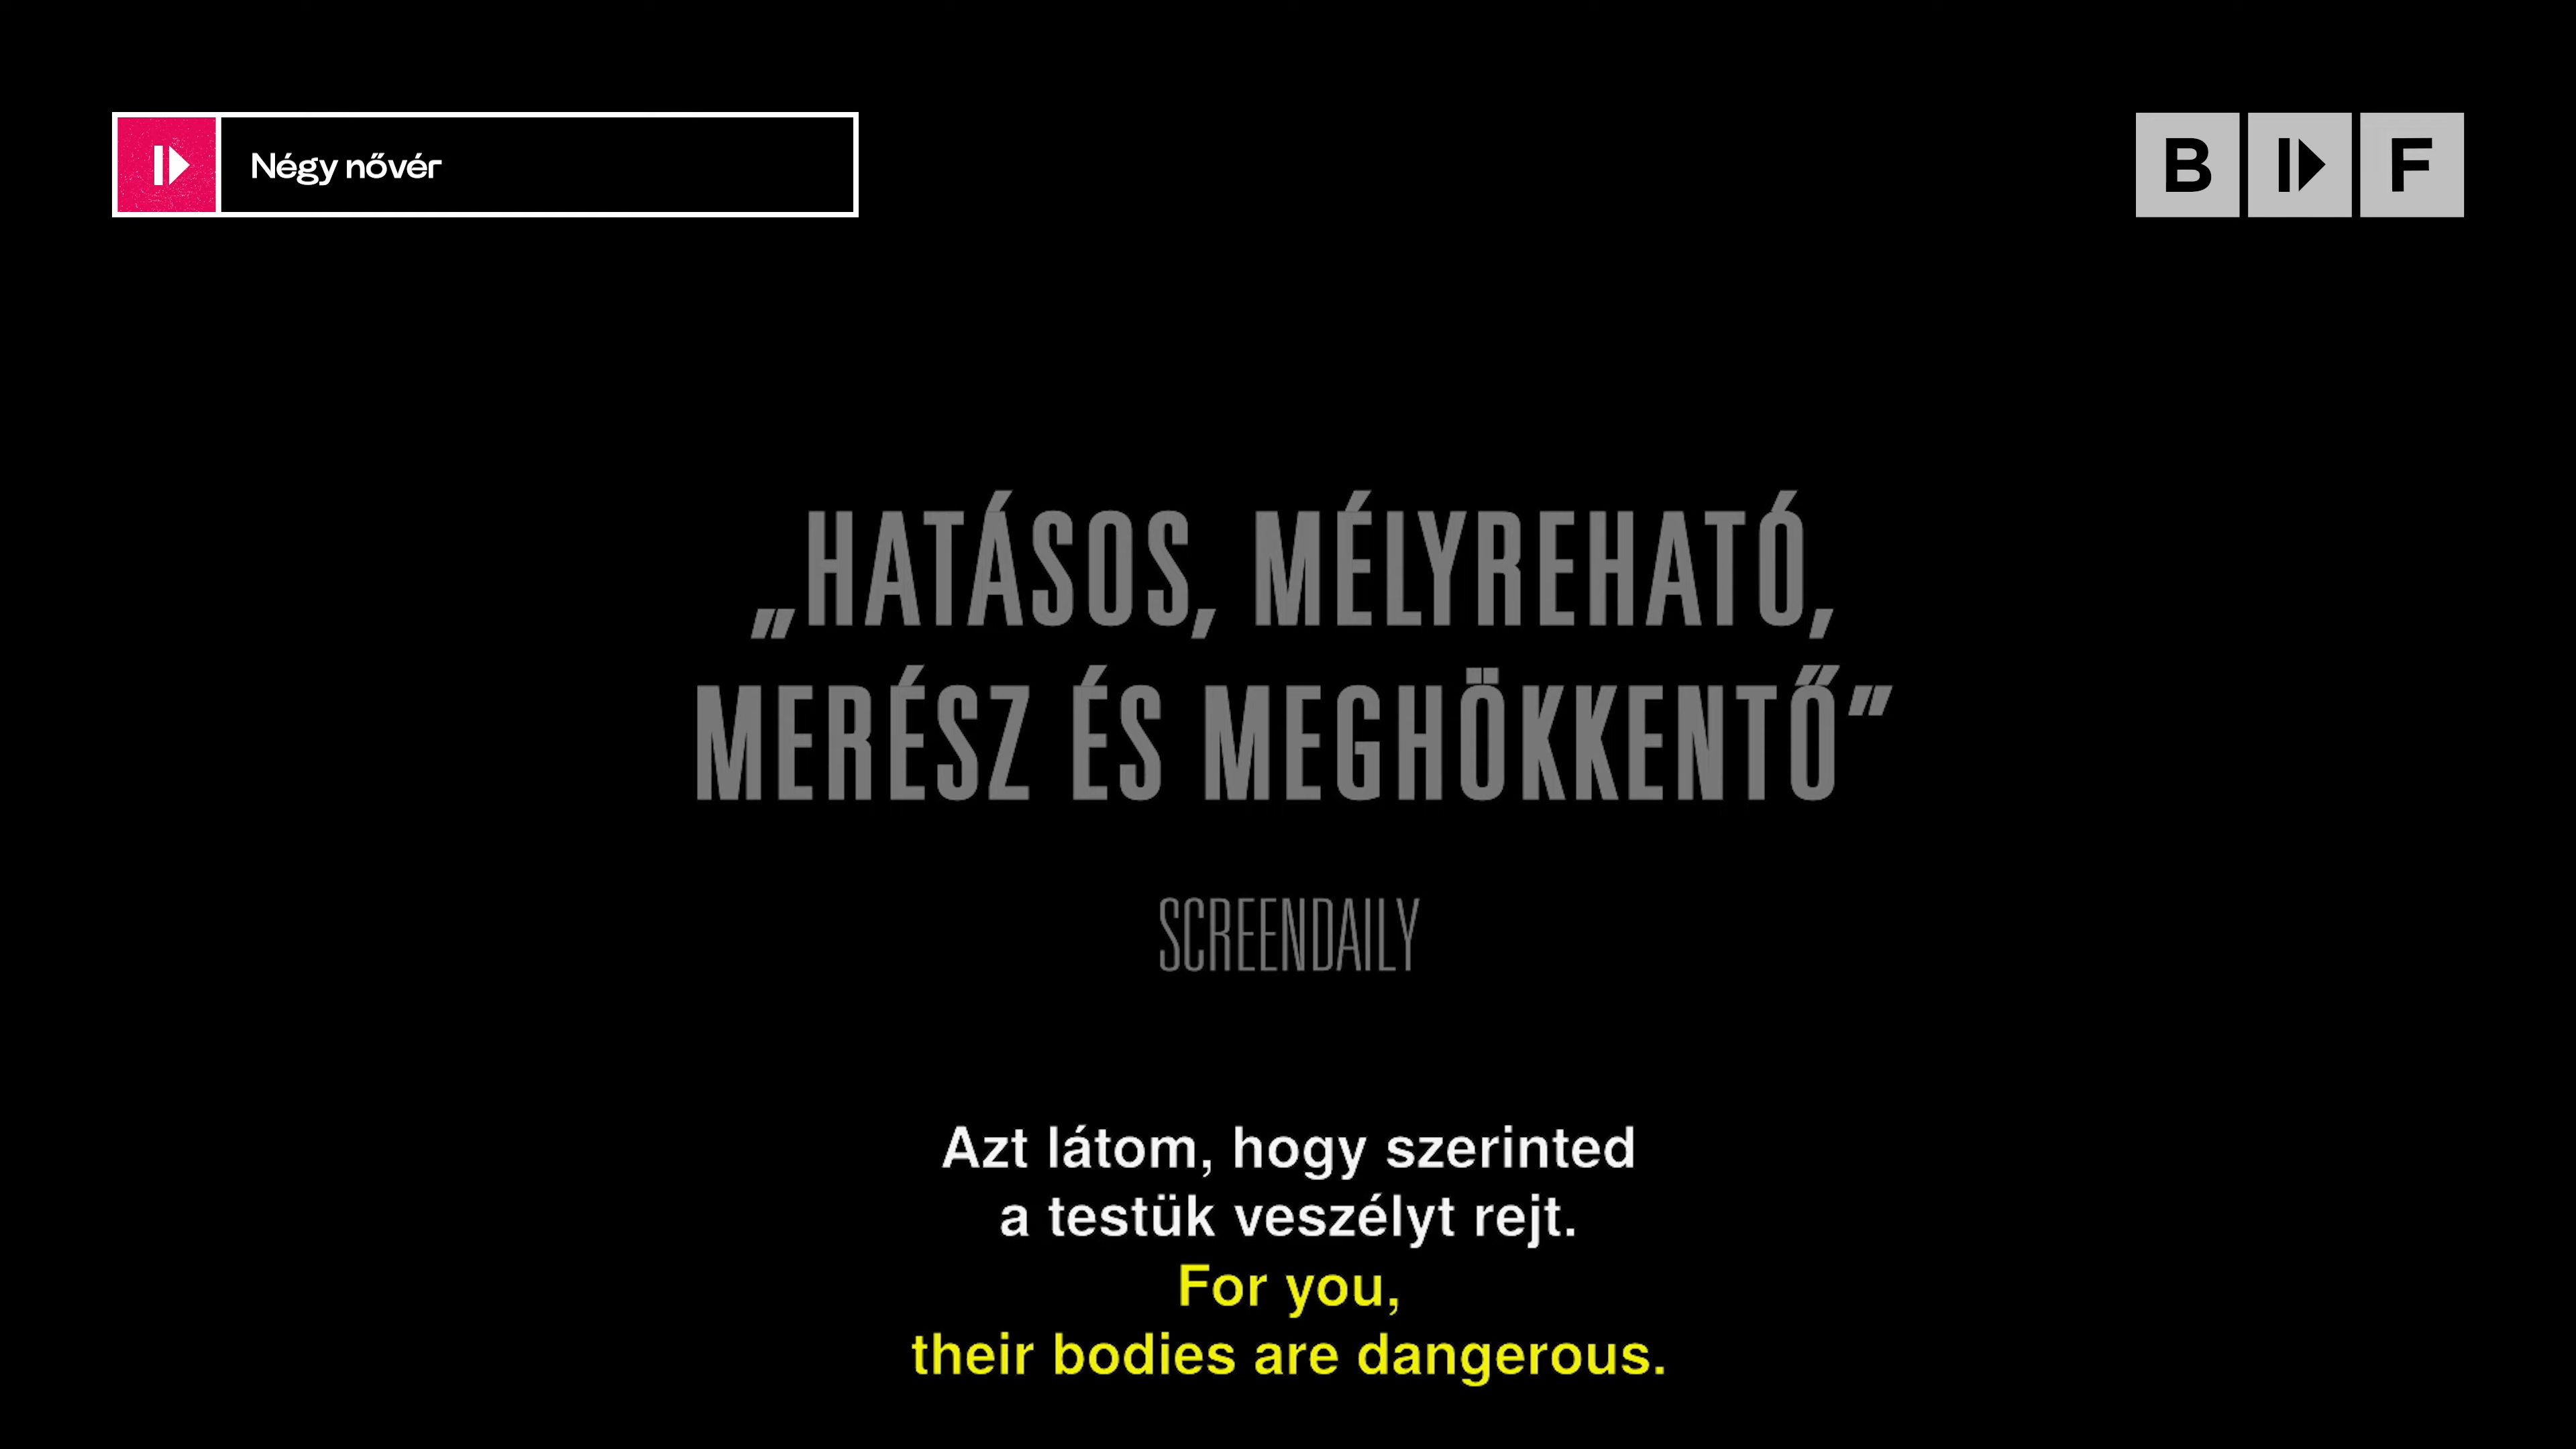 Négy nővér
B I F
„HATÁSOS, MÉLYREHATÓ,
MERÉSZ ÉS MEGHÖKKENTŐ”
SCREENDAILY
Azt látom, hogy szerinted
a testük veszélyt rejt.
For you,
their bodies are dangerous.